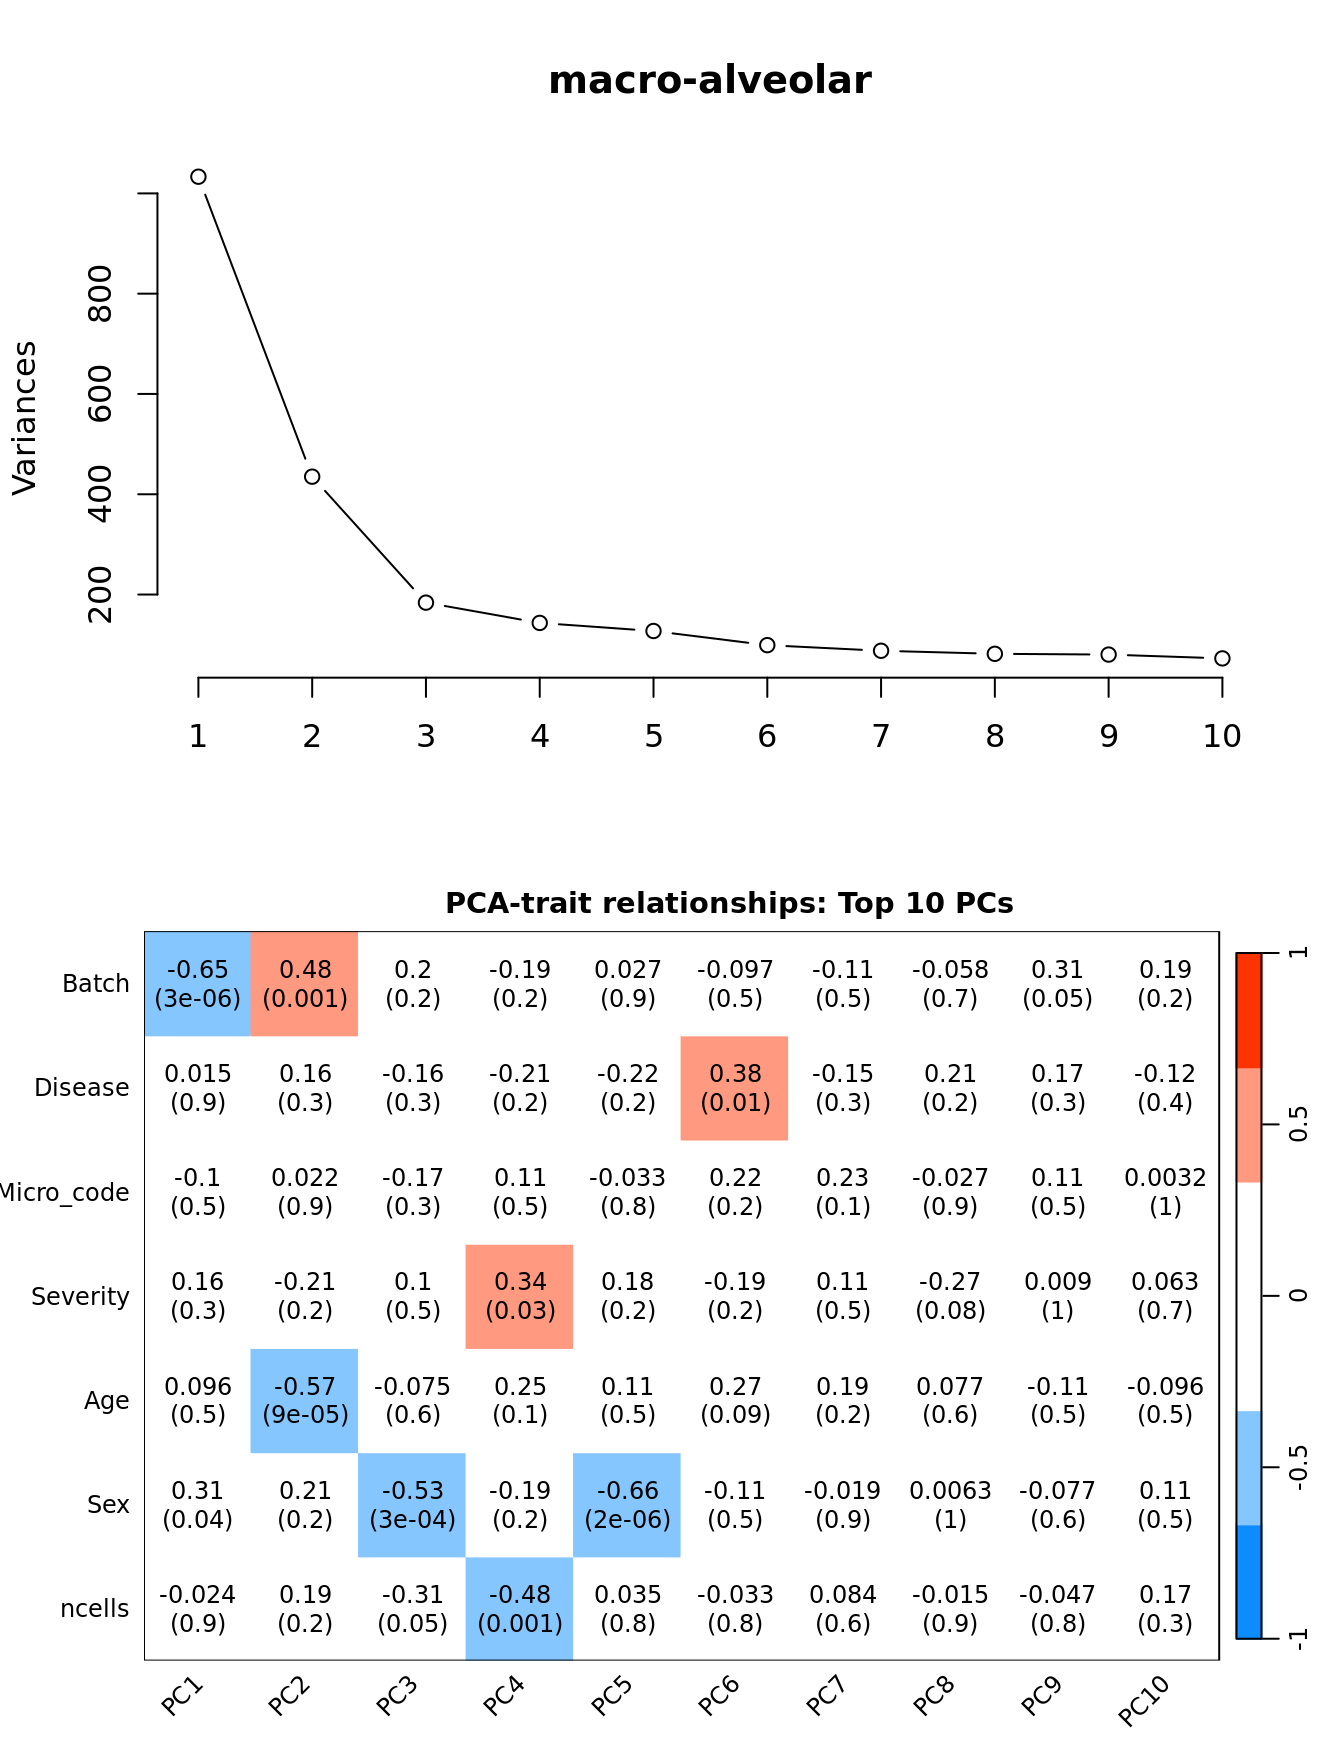 macro-alveolar
Variances
800
600
400
200
1 2 3 4 5 6 7 8 9 10
PCA-trait relationships: Top 10 PCs
Batch -0.65 0.48 0.2 -0.19 0.027 -0.097 -0.11 -0.058 0.31 0.19
(3e-06) (0.001) (0.2) (0.2) (0.9) (0.5) (0.5) (0.7) (0.05) (0.2)
Disease 0.015 0.16 -0.16 -0.21 -0.22 0.38 -0.15 0.21 0.17 -0.12
(0.9) (0.3) (0.3) (0.2) (0.2) (0.01) (0.3) (0.2) (0.3) (0.4)
Micro_code -0.1 0.022 -0.17 0.11 -0.033 0.22 0.23 -0.027 0.11 0.0032
(0.5) (0.9) (0.3) (0.5) (0.8) (0.2) (0.1) (0.9) (0.5) (1)
Severity 0.16 -0.21 0.1 0.34 0.18 -0.19 0.11 -0.27 0.009 0.063
(0.3) (0.2) (0.5) (0.03) (0.2) (0.2) (0.5) (0.08) (1) (0.7)
Age 0.096 -0.57 -0.075 0.25 0.11 0.27 0.19 0.077 -0.11 -0.096
(0.5) (9e-05) (0.6) (0.1) (0.5) (0.09) (0.2) (0.6) (0.5) (0.5)
Sex 0.31 0.21 -0.53 -0.19 -0.66 -0.11 -0.019 0.0063 -0.077 0.11
(0.04) (0.2) (3e-04) (0.2) (2e-06) (0.5) (0.9) (1) (0.6) (0.5)
ncells -0.024 0.19 -0.31 -0.48 0.035 -0.033 0.084 -0.015 -0.047 0.17
(0.9) (0.2) (0.05) (0.001) (0.8) (0.8) (0.6) (0.9) (0.8) (0.3)
PC1 PC2 PC3 PC4 PC5 PC6 PC7 PC8 PC9 PC10
1
0.5
0
-0.5
-1